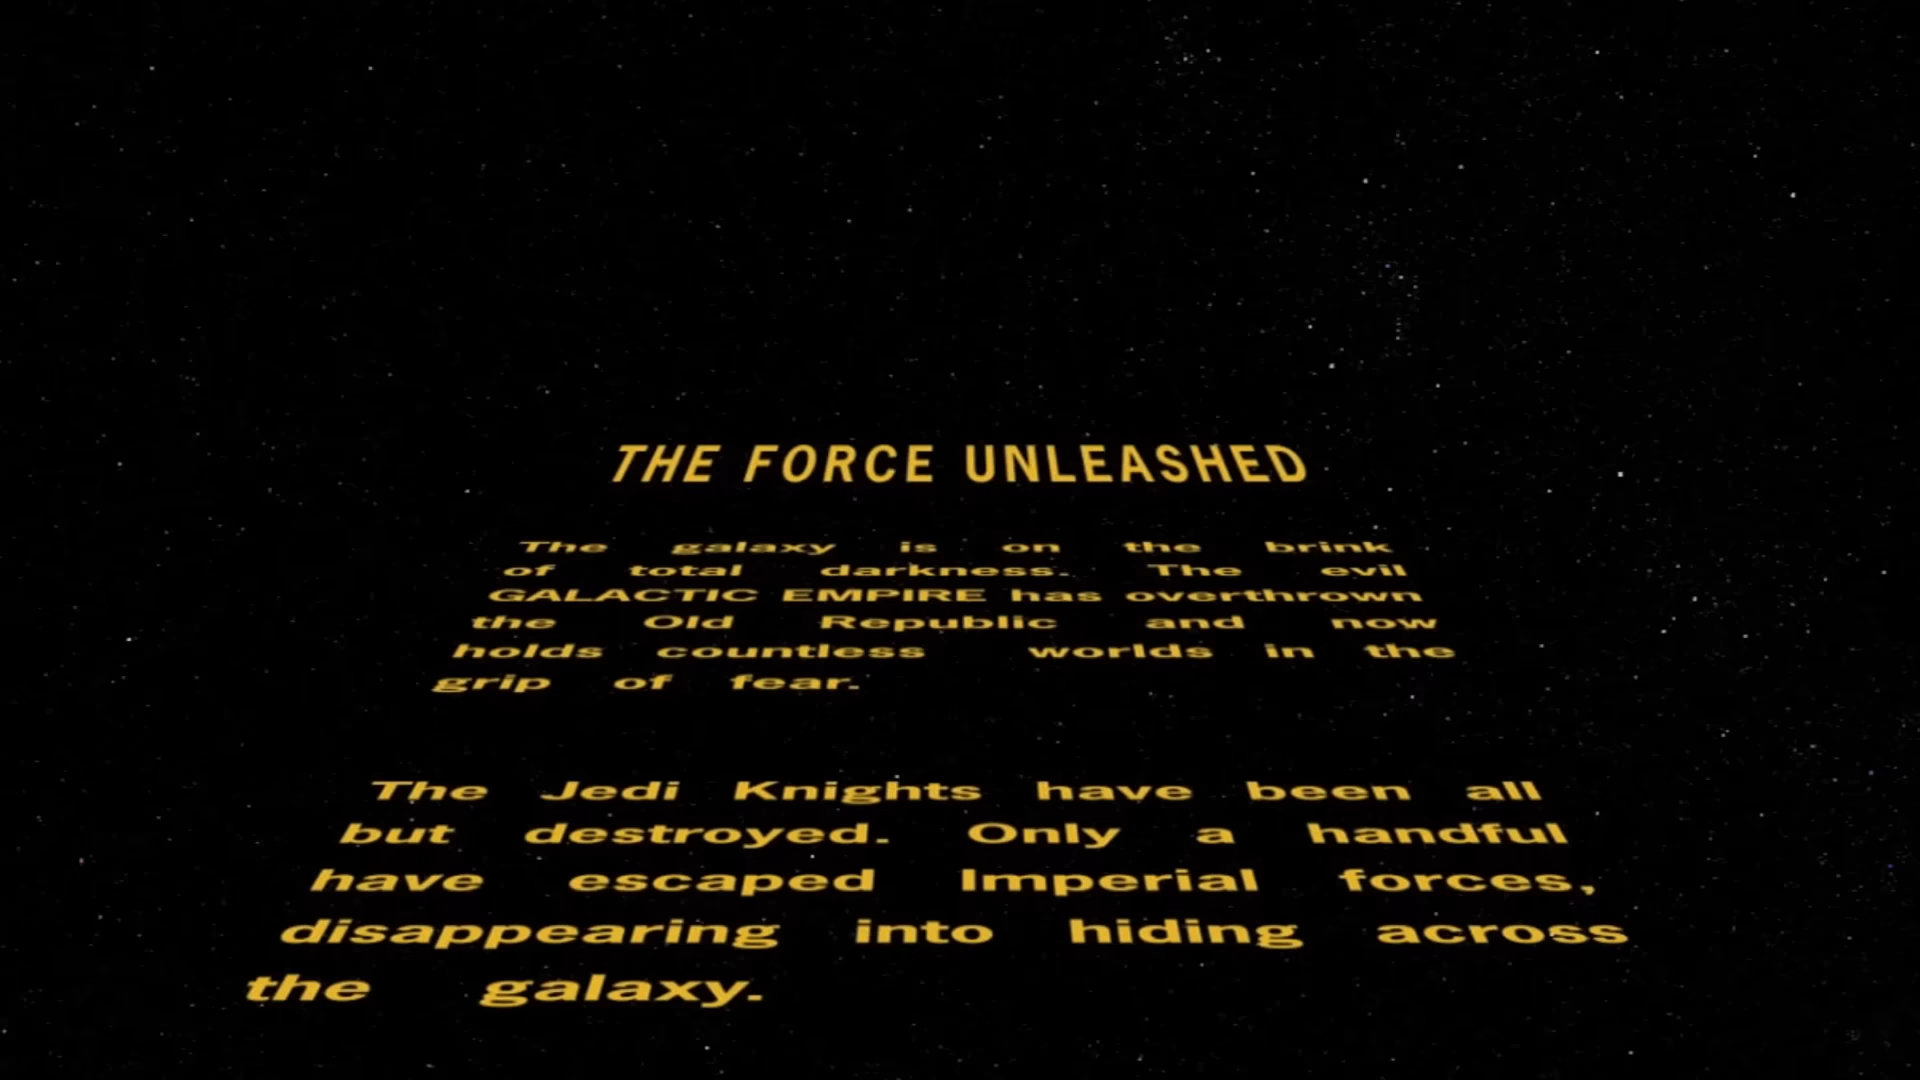 THE FORCE UNLEASHED
The galaxy is on the brink
of total darkness. The evil
GALACTIC EMPIRE has overthrown
the Old Republic and now
holds countless worlds in the
grip of fear.
The Jedi Knights have been all
but destroyed. Only a handful
have escaped Imperial forces,
disappearing into hiding across
the galaxy.